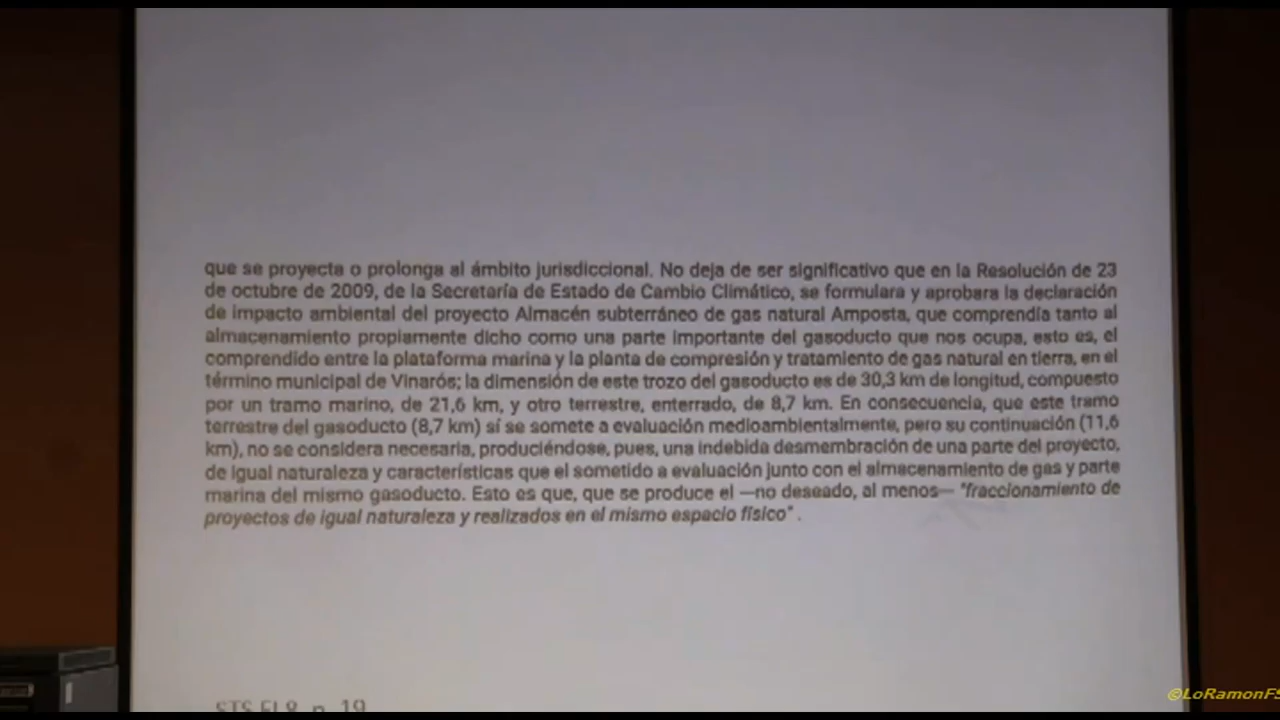 que se proyecta o prolonga al ámbito jurisdiccional. No deja de ser significativo que en la Resolución de 23
de octubre de 2009, de la Secretaría de Estado de Cambio Climático, se formulara y aprobara la declaración
de impacto ambiental del proyecto Almacén subterráneo de gas natural Amposta, que comprendía tanto al
almacenamiento propiamente dicho como una parte importante del gasoducto que nos ocupa, esto es, el
comprendido entre la plataforma marina y la planta de compresión y tratamiento de gas natural en tierra, en el
término municipal de Vinarós; la dimensión de este trozo del gasoducto es de 30,3 km de longitud, compuesto
por un tramo marino, de 21,6 km, y otro terrestre, enterrado, de 8,7 km. En consecuencia, que este tramo
terrestre del gasoducto (8,7 km) sí se somete a evaluación medioambientalmente, pero su continuación (11,6
km), no se considera necesaria, produciéndose, pues, una indebida desmembración de una parte del proyecto,
de igual naturaleza y características que el sometido a evaluación junto con el almacenamiento de gas y parte
marina del mismo gasoducto. Esto es que, que se produce el —no deseado, al menos— "fraccionamiento de
proyectos de igual naturaleza y realizados en el mismo espacio físico" .
STS FJ 8, p. 19
©LoRamonFS